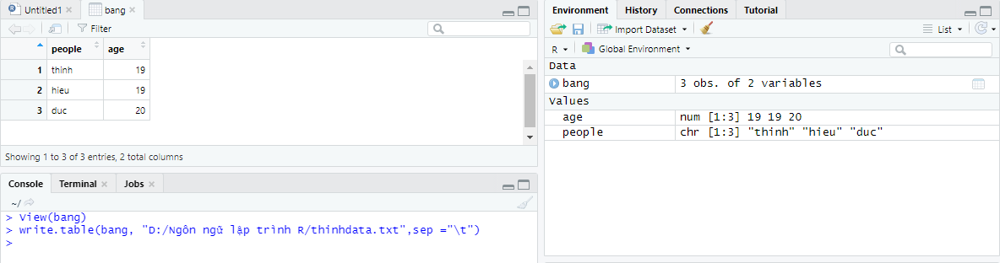 Untitled1 bang
Filter
people age
1 thinh 19
2 hieu 19
3 duc 20
Showing 1 to 3 of 3 entries, 2 total columns
Console Terminal Jobs
~/
> View(bang)
> write.table(bang, "D:/Ngôn ngữ lập trình R/thinhdata.txt",sep ="\t")
>
Environment History Connections Tutorial
Import Dataset List
R Global Environment
Data
bang 3 obs. of 2 variables
Values
age num [1:3] 19 19 20
people chr [1:3] "thinh" "hieu" "duc"